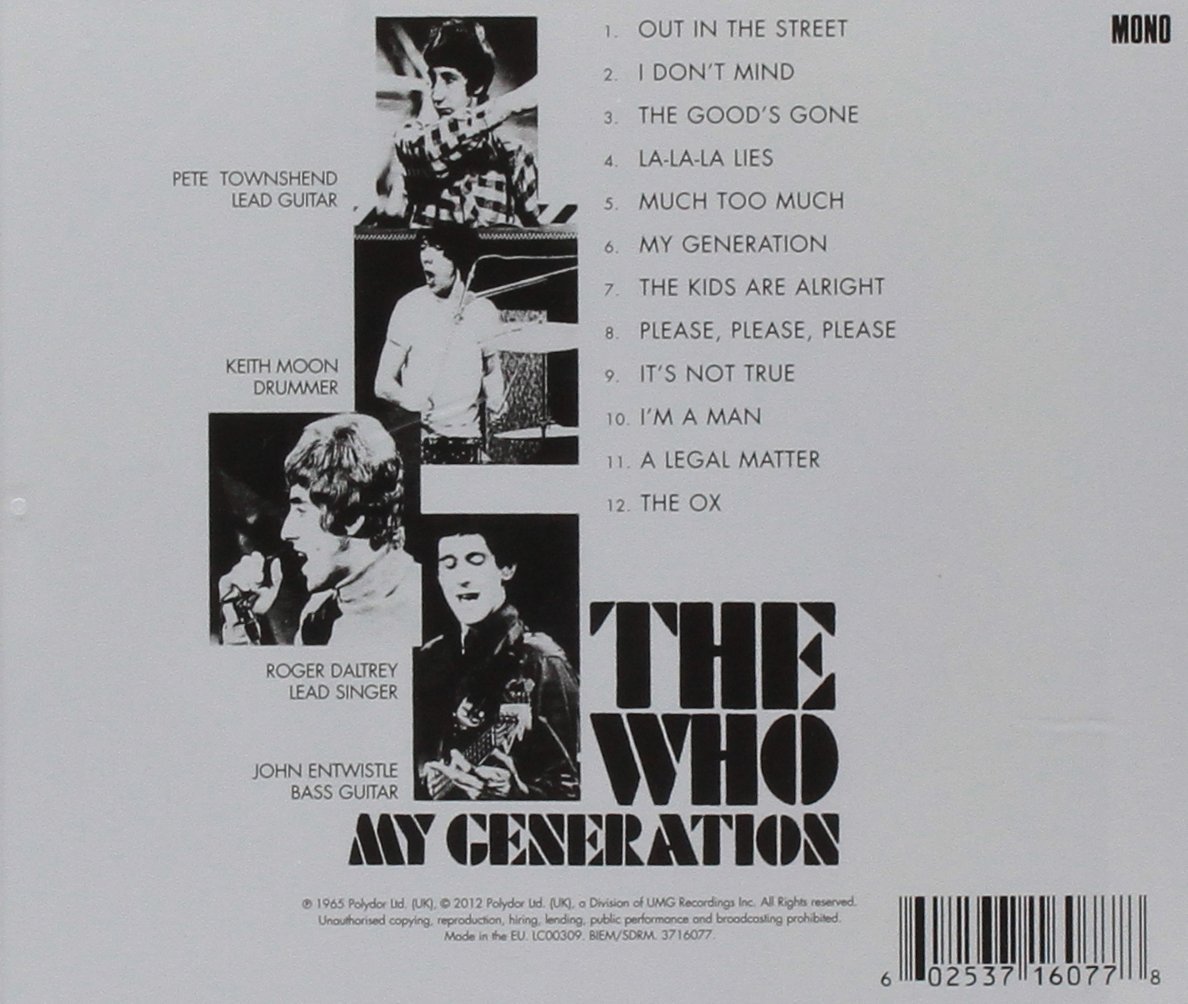 MONO
1. OUT IN THE STREET
2. I DON'T MIND
3. THE GOOD'S GONE
4. LA-LA-LA LIES
5. MUCH TOO MUCH
6. MY GENERATION
7. THE KIDS ARE ALRIGHT
8. PLEASE, PLEASE, PLEASE
9. IT'S NOT TRUE
10. I'M A MAN
11. A LEGAL MATTER
12. THE OX
PETE TOWNSHEND
LEAD GUITAR
KEITH MOON
DRUMMER
ROGER DALTREY
LEAD SINGER
JOHN ENTWISTLE
BASS GUITAR
THE
WHO
MY GENERATION
℗ 1965 Polydor Ltd. (UK), © 2012 Polydor Ltd. (UK), a Division of UMG Recordings Inc. All Rights reserved.
Unauthorised copying, reproduction, hiring, lending, public performance and broadcasting prohibited.
Made in the EU. LC00309. BIEM/SDRM. 3716077.
6 02537 16077 8